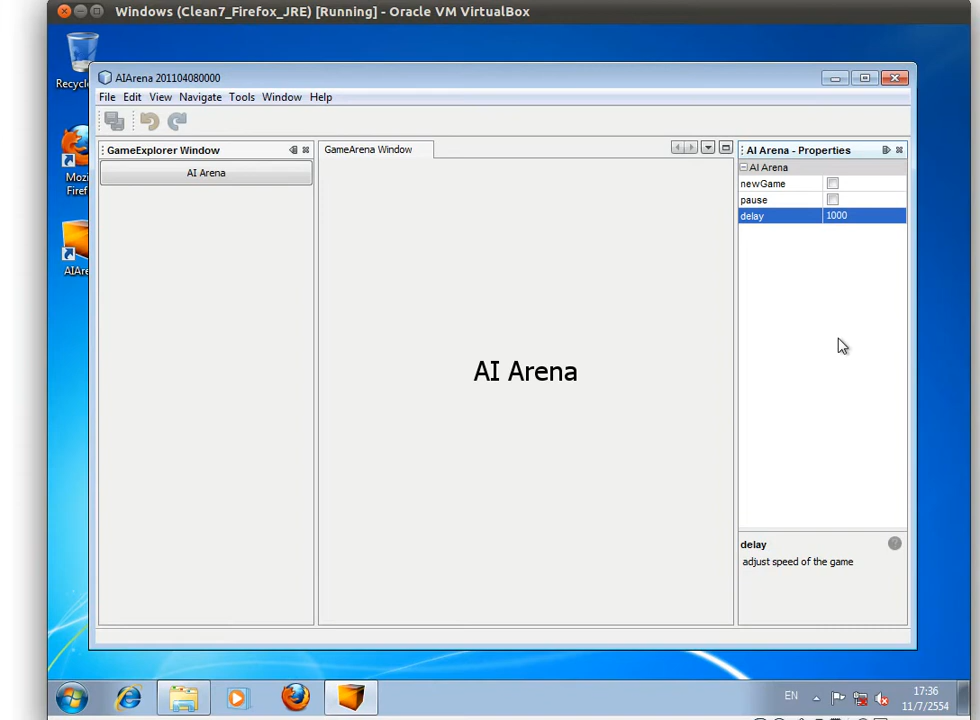 Windows (Clean7_Firefox_JRE) [Running] - Oracle VM VirtualBox
Recycle
AIArena 201104080000
File Edit View Navigate Tools Window Help
GameExplorer Window
GameArena Window
AI Arena - Properties
AI Arena
AI Arena
newGame
pause
delay 1000
Mozi
Firef
AIAre
AI Arena
delay
adjust speed of the game
EN
17:36
11/7/2554